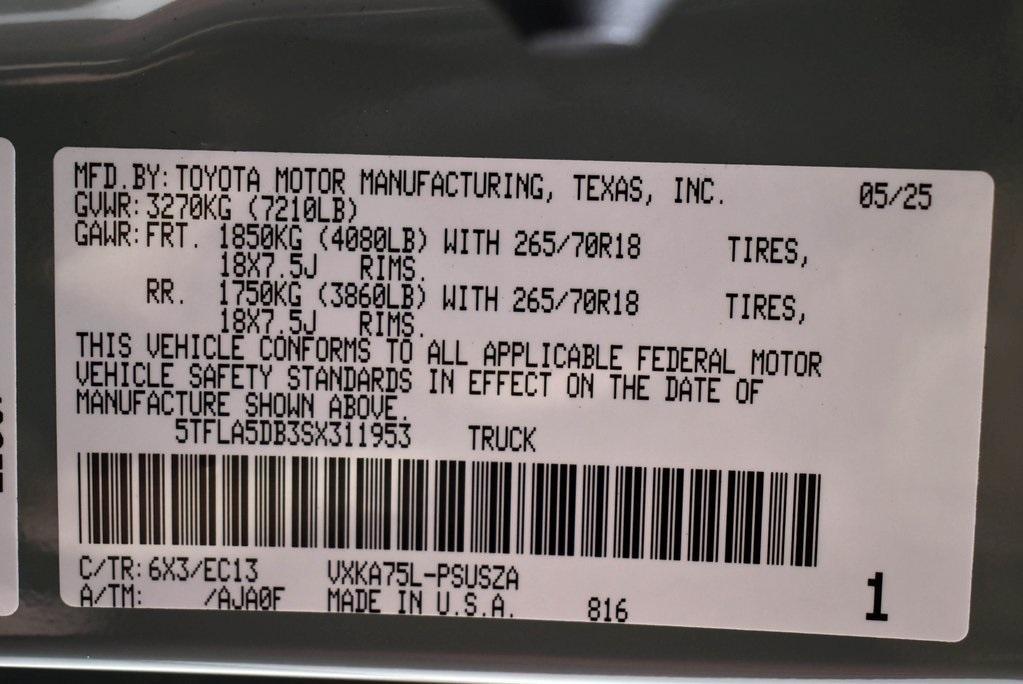 MFD.BY:TOYOTA MOTOR MANUFACTURING, TEXAS, INC. 05/25
GVWR:3270KG (7210LB)
GAWR:FRT. 1850KG (4080LB) WITH 265/70R18 TIRES,
18X7.5J RIMS.
RR. 1750KG (3860LB) WITH 265/70R18 TIRES,
18X7.5J RIMS.
THIS VEHICLE CONFORMS TO ALL APPLICABLE FEDERAL MOTOR
VEHICLE SAFETY STANDARDS IN EFFECT ON THE DATE OF
MANUFACTURE SHOWN ABOVE.
5TFLA5DB3SX311953 TRUCK
C/TR:6X3/EC13 VXKA75L-PSUSZA
A/TM: /AJA0F MADE IN U.S.A. 816 1